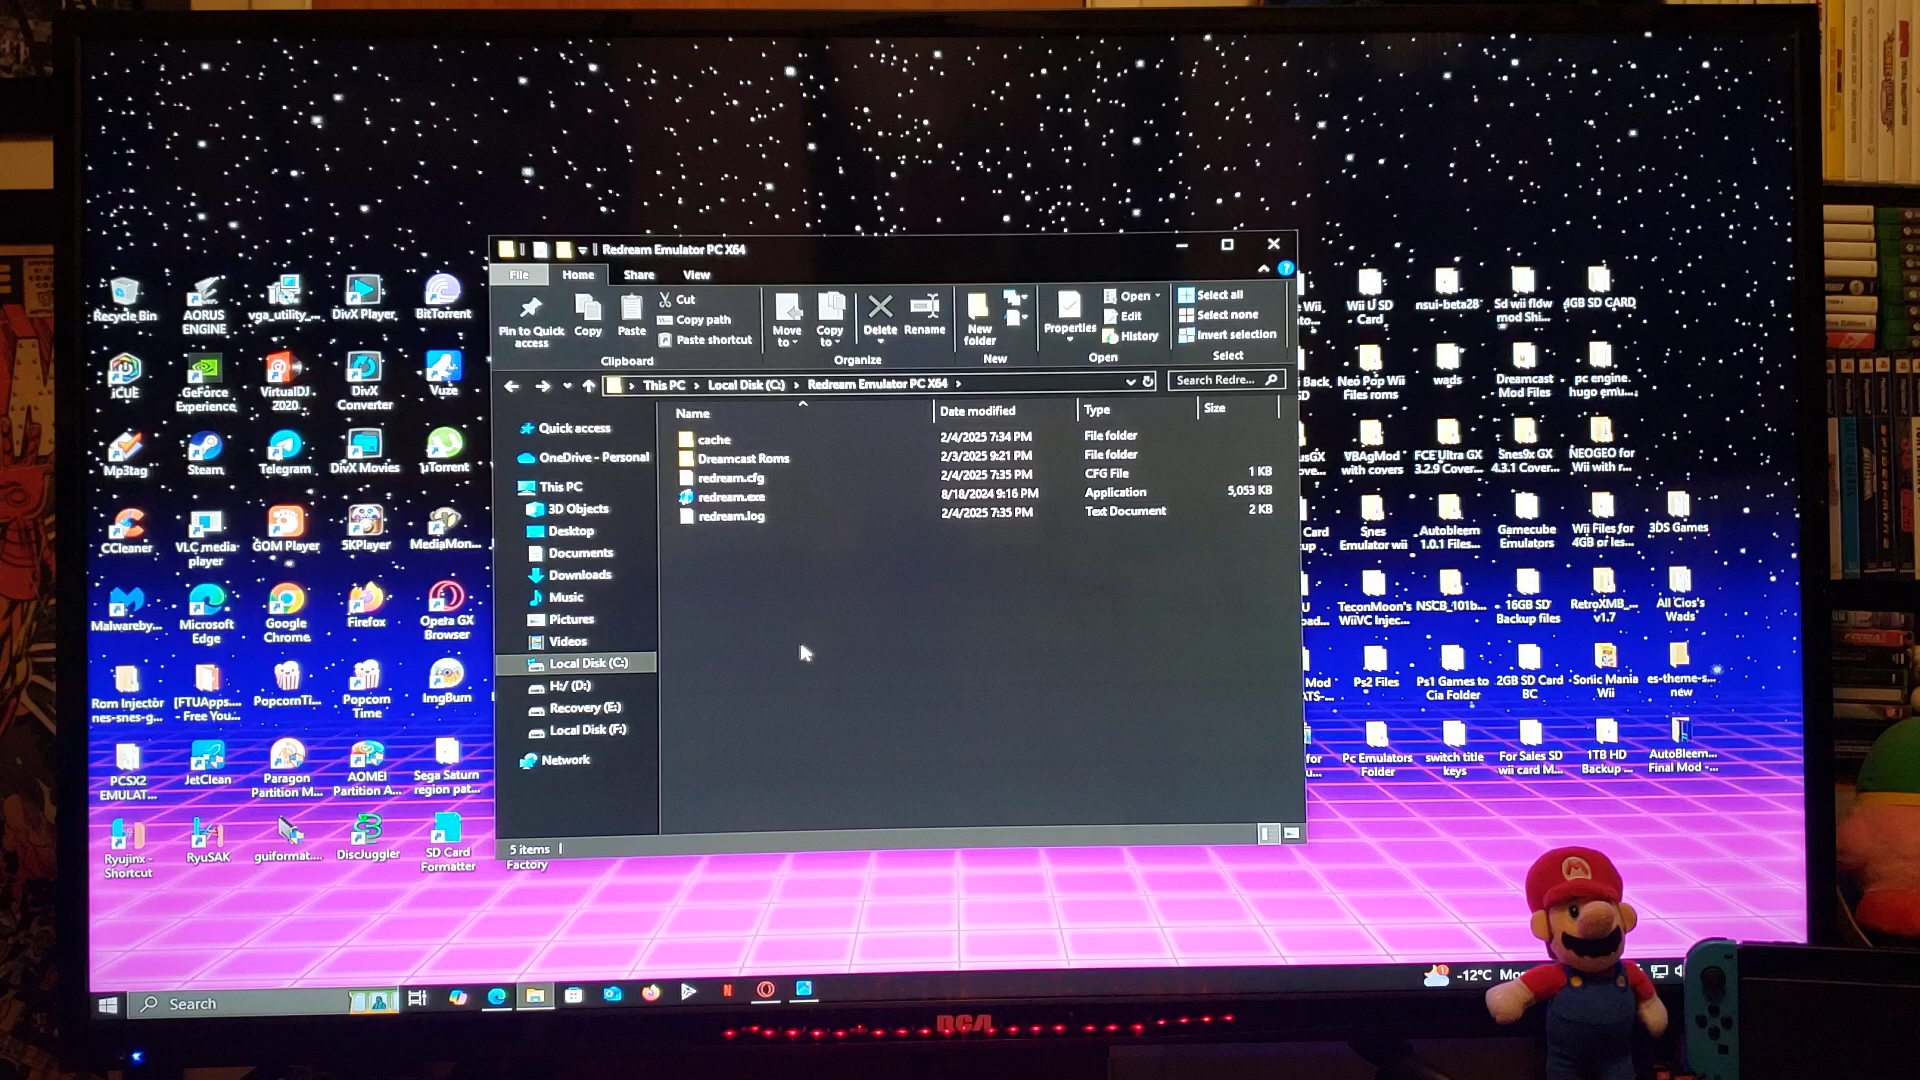 Redream Emulator PC X64
File
Home
Share
View
Pin to Quick
access
Copy
Paste
Cut
Copy path
Paste shortcut
Move
to
Copy
to
Delete
Rename
New
folder
Properties
Open
Edit
History
Select all
Select none
Invert selection
Clipboard
Organize
New
Open
Select
This PC
Local Disk (C:)
Redream Emulator PC X64
Search Redre...
Name
Date modified
Type
Size
cache
2/4/2025 7:34 PM
File folder
Dreamcast Roms
2/3/2025 9:21 PM
File folder
redream.cfg
2/4/2025 7:35 PM
CFG File
1 KB
redream.exe
8/18/2024 9:16 PM
Application
5,053 KB
redream.log
2/4/2025 7:35 PM
Text Document
2 KB
Quick access
OneDrive - Personal
This PC
3D Objects
Desktop
Documents
Downloads
Music
Pictures
Videos
Local Disk (C:)
H:/ (D:)
Recovery (E:)
Local Disk (F:)
Network
5 items
Factory
Recycle Bin
AORUS
ENGINE
vga_utility_...
DivX Player
BitTorrent
iCUE
GeForce
Experience
VirtualDJ
2020
DivX
Converter
Vuze
Mp3tag
Steam
Telegram
DivX Movies
µTorrent
CCleaner
VLC media
player
GOM Player
5KPlayer
MediaMon...
Malwareby...
Microsoft
Edge
Google
Chrome
Firefox
Opera GX
Browser
Rom Injector
nes-snes-g...
[FTUApps....
- Free You...
PopcornTi...
Popcorn
Time
ImgBurn
PCSX2
EMULAT...
JetClean
Paragon
Partition M...
AOMEI
Partition A...
Sega Saturn
region pat...
Ryujinx -
Shortcut
RyuSAK
guiformat....
DiscJuggler
SD Card
Formatter
Wii
Wii U SD
Card
nsui-beta28
Sd wii fldw
mod Shi...
4GB SD CARD
Back
Neo Pop Wii
Files roms
wads
Dreamcast
Mod Files
pc engine
hugo emu...
VBAgMod
with covers
FCE Ultra GX
3.2.9 Cover...
Snes9x GX
4.3.1 Cover...
NEOGEO for
Wii with r...
Card
Snes
Emulator wii
Autobleem
1.0.1 Files...
Gamecube
Emulators
Wii Files for
4GB or les...
3DS Games
TeconMoon's
WiiVC Injec...
NSCB_101b...
16GB SD
Backup files
RetroXMB_...
v1.7
All Cios's
Wads
Mod
Ps2 Files
Ps1 Games to
Cia Folder
2GB SD Card
BC
Sonic Mania
Wii
es-theme-s...
new
for
Pc Emulators
Folder
switch title
keys
For Sales SD
wii card M...
1TB HD
Backup ...
AutoBleem...
Final Mod -...
Search
-12°C
RCA